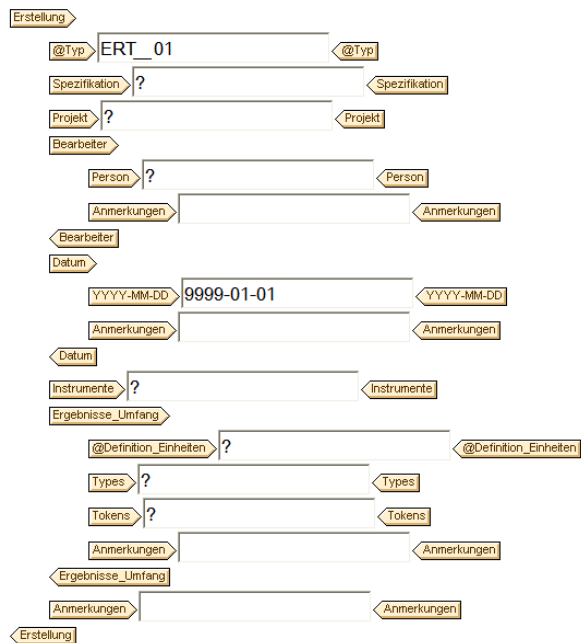 Erstellung
@Typ ERT__01 @Typ
Spezifikation ? Spezifikation
Projekt ? Projekt
Bearbeiter
Person ? Person
Anmerkungen Anmerkungen
Bearbeiter
Datum
YYYY-MM-DD 9999-01-01 YYYY-MM-DD
Anmerkungen Anmerkungen
Datum
Instrumente ? Instrumente
Ergebnisse_Umfang
@Definition_Einheiten ? @Definition_Einheiten
Types ? Types
Tokens ? Tokens
Anmerkungen Anmerkungen
Ergebnisse_Umfang
Anmerkungen Anmerkungen
Erstellung